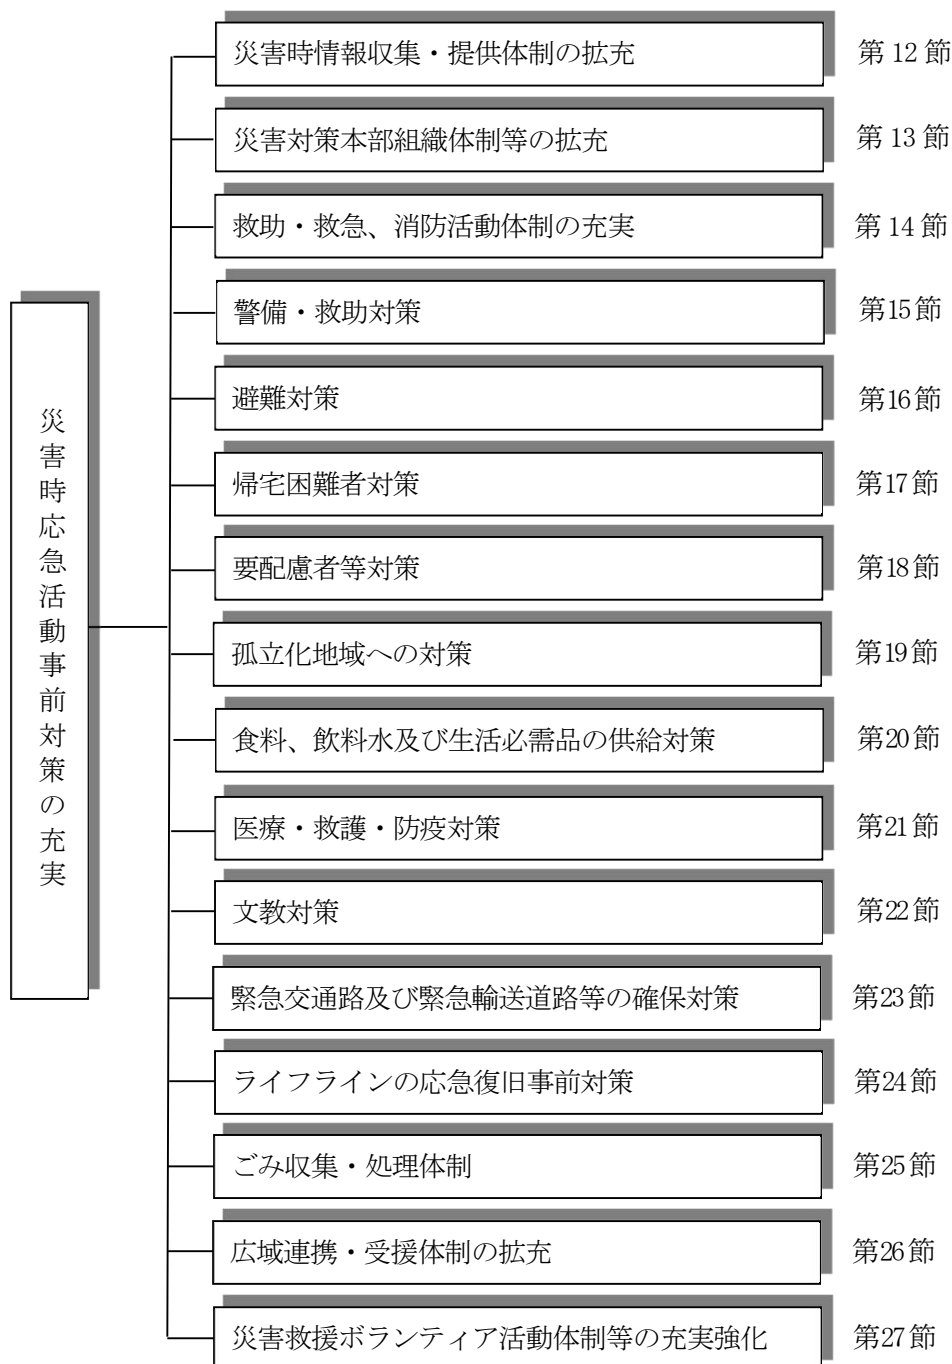 災害時応急活動事前対策の充実
災害時情報収集・提供体制の拡充 第12節
災害対策本部組織体制等の拡充 第13節
救助・救急、消防活動体制の充実 第14節
警備・救助対策 第15節
避難対策 第16節
帰宅困難者対策 第17節
要配慮者等対策 第18節
孤立化地域への対策 第19節
食料、飲料水及び生活必需品の供給対策 第20節
医療・救護・防疫対策 第21節
文教対策 第22節
緊急交通路及び緊急輸送道路等の確保対策 第23節
ライフラインの応急復旧事前対策 第24節
ごみ収集・処理体制 第25節
広域連携・受援体制の拡充 第26節
災害救援ボランティア活動体制等の充実強化 第27節